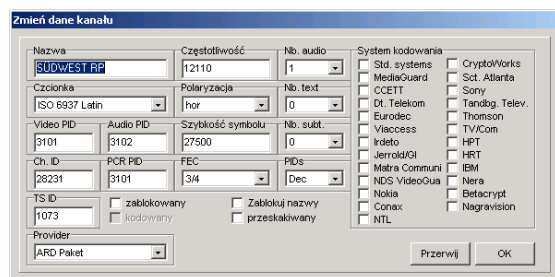 Zmień dane kanału
Nazwa
SÜDWEST RP
Częstotliwość
12110
Nb. audio
1
Czcionka
ISO 6937 Latin
Polaryzacja
hor
Nb. text
0
Video PID
3101
Audio PID
3102
Szybkość symbolu
27500
Nb. subt.
0
Ch. ID
28231
PCR PID
3101
FEC
3/4
PIDs
Dec
TS ID
1073
zablokowany
kodowany
Zablokuj nazwy
przeskakiwany
Provider
ARD Paket
System kodowania
Std. systems
MediaGuard
CCETT
Dt. Telekom
Eurodec
Viaccess
Irdeto
Jerrold/GI
Matra Communi
NDS VideoGua
Nokia
Conax
NTL
CryptoWorks
Sct. Atlanta
Sony
Tandbg. Telev.
Thomson
TV/Com
HPT
HRT
IBM
Nera
Betacrypt
Nagravision
Przerwij
OK